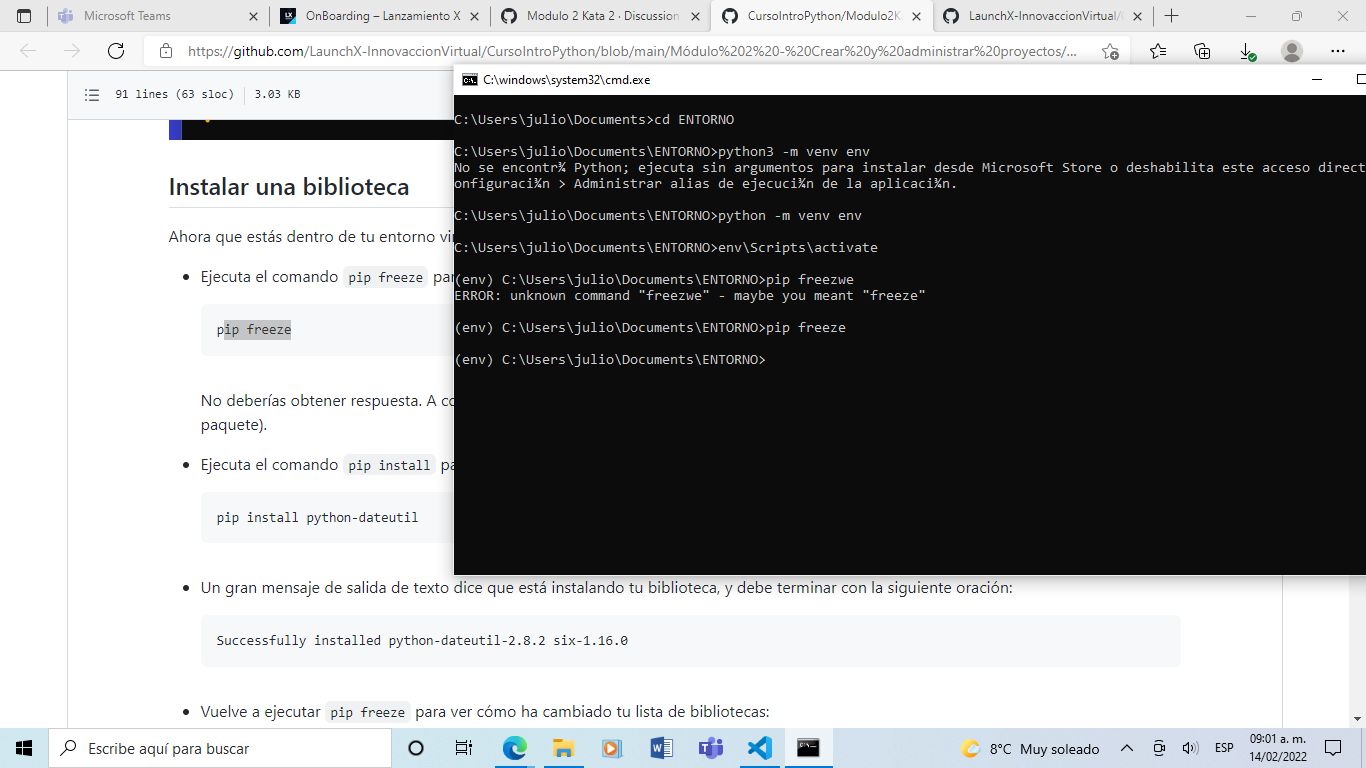 Microsoft Teams
OnBoarding – Lanzamiento X
Modulo 2 Kata 2 · Discussion
CursoIntroPython/Modulo2K
LaunchX-InnovaccionVirtual/
https://github.com/LaunchX-InnovaccionVirtual/CursoIntroPython/blob/main/Módulo%202%20-%20Crear%20y%20administrar%20proyectos/...
91 lines (63 sloc) 3.03 KB
Instalar una biblioteca
Ahora que estás dentro de tu entorno vir
Ejecuta el comando pip freeze par
pip freeze
No deberías obtener respuesta. A co
paquete).
Ejecuta el comando pip install pa
pip install python-dateutil
Un gran mensaje de salida de texto dice que está instalando tu biblioteca, y debe terminar con la siguiente oración:
Successfully installed python-dateutil-2.8.2 six-1.16.0
Vuelve a ejecutar pip freeze para ver cómo ha cambiado tu lista de bibliotecas:
C:\windows\system32\cmd.exe
C:\Users\julio\Documents>cd ENTORNO
C:\Users\julio\Documents\ENTORNO>python3 -m venv env
No se encontr¾ Python; ejecuta sin argumentos para instalar desde Microsoft Store o deshabilita este acceso direct
onfiguraci¾n > Administrar alias de ejecuci¾n de la aplicaci¾n.
C:\Users\julio\Documents\ENTORNO>python -m venv env
C:\Users\julio\Documents\ENTORNO>env\Scripts\activate
(env) C:\Users\julio\Documents\ENTORNO>pip freezwe
ERROR: unknown command "freezwe" - maybe you meant "freeze"
(env) C:\Users\julio\Documents\ENTORNO>pip freeze
(env) C:\Users\julio\Documents\ENTORNO>
Escribe aquí para buscar
8°C Muy soleado
ESP
09:01 a. m.
14/02/2022